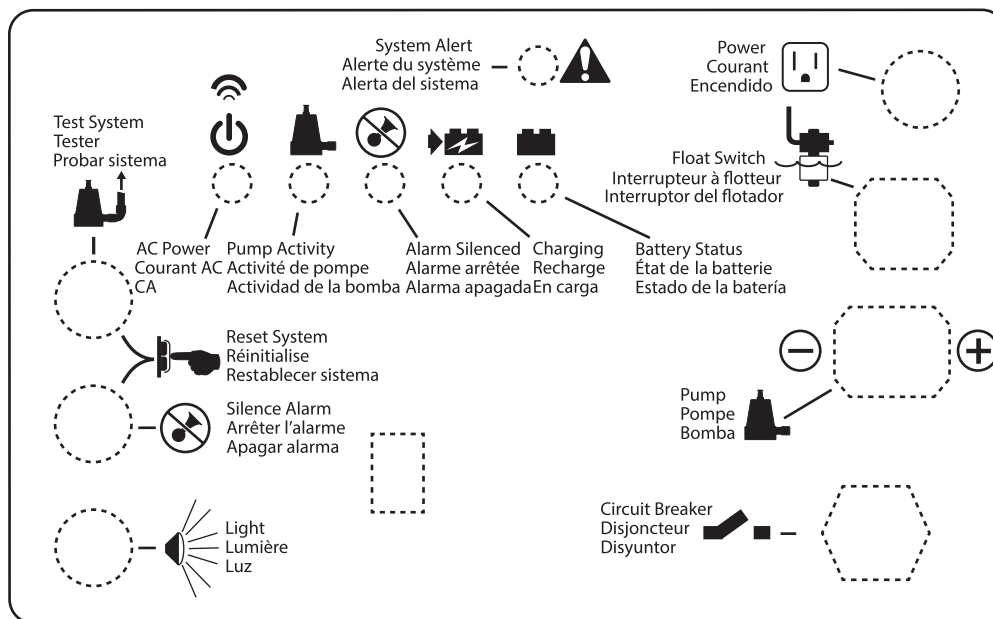 System Alert
Alerte du système
Alerta del sistema
Power
Courant
Encendido
Test System
Tester
Probar sistema
Float Switch
Interrupteur à flotteur
Interruptor del flotador
AC Power
Courant AC
CA
Pump Activity
Activité de pompe
Actividad de la bomba
Alarm Silenced
Alarme arrêtée
Alarma apagada
Charging
Recharge
En carga
Battery Status
État de la batterie
Estado de la batería
Reset System
Réinitialise
Restablecer sistema
Silence Alarm
Arrêter l'alarme
Apagar alarma
Pump
Pompe
Bomba
Light
Lumière
Luz
Circuit Breaker
Disjoncteur
Disyuntor